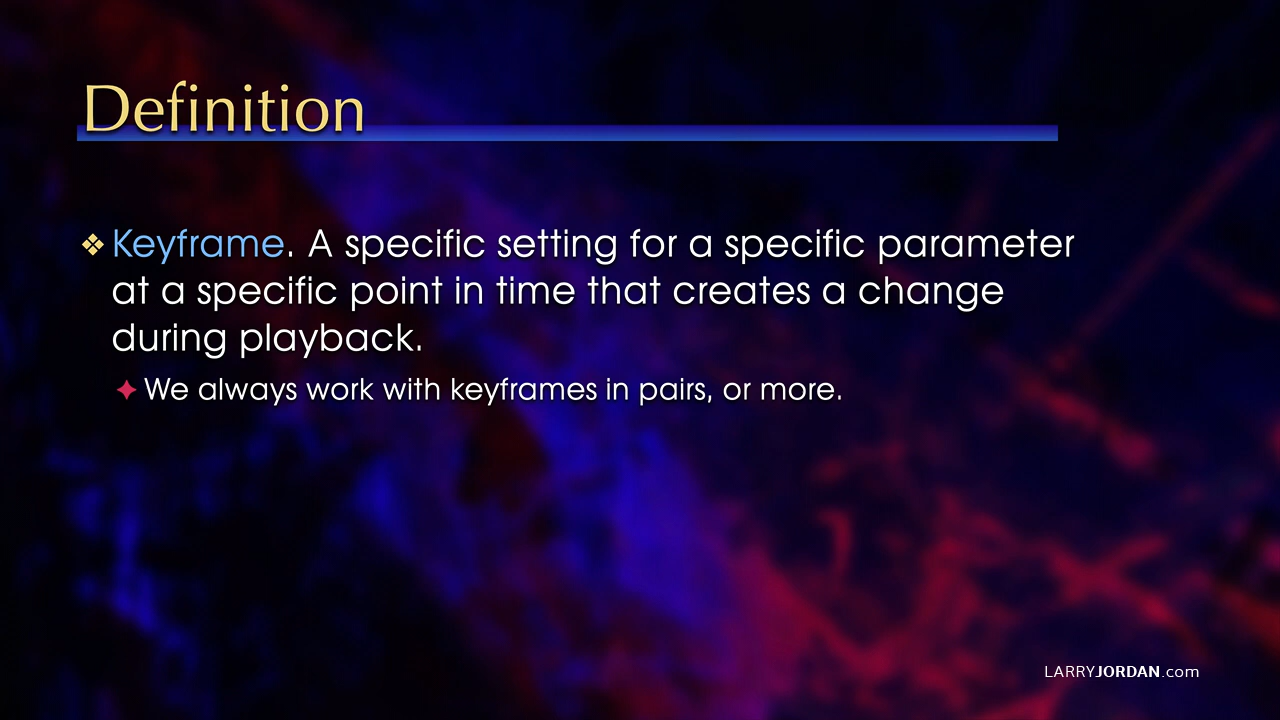 Definition
❖ Keyframe. A specific setting for a specific parameter
at a specific point in time that creates a change
during playback.
✦ We always work with keyframes in pairs, or more.
LARRYJORDAN.com